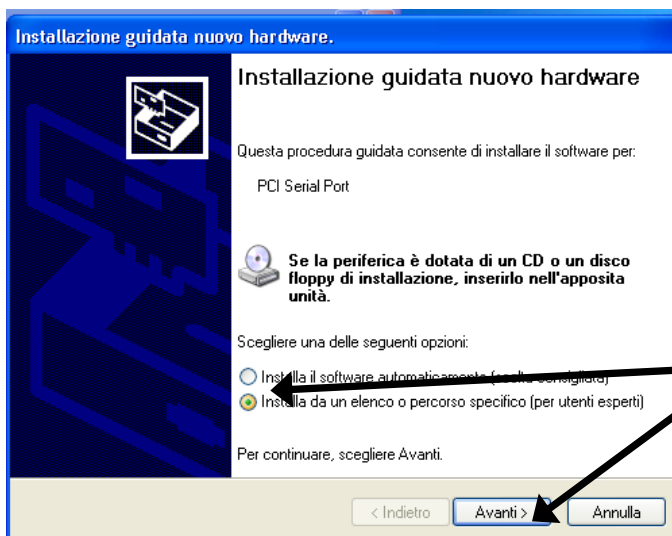 Installazione guidata nuovo hardware.
Installazione guidata nuovo hardware
Questa procedura guidata consente di installare il software per:
PCI Serial Port
Se la periferica è dotata di un CD o un disco
floppy di installazione, inserirlo nell'apposita
unità.
Scegliere una delle seguenti opzioni:
Installa il software automaticamente (scelta consigliata)
Installa da un elenco o percorso specifico (per utenti esperti)
Per continuare, scegliere Avanti.
< Indietro Avanti > Annulla